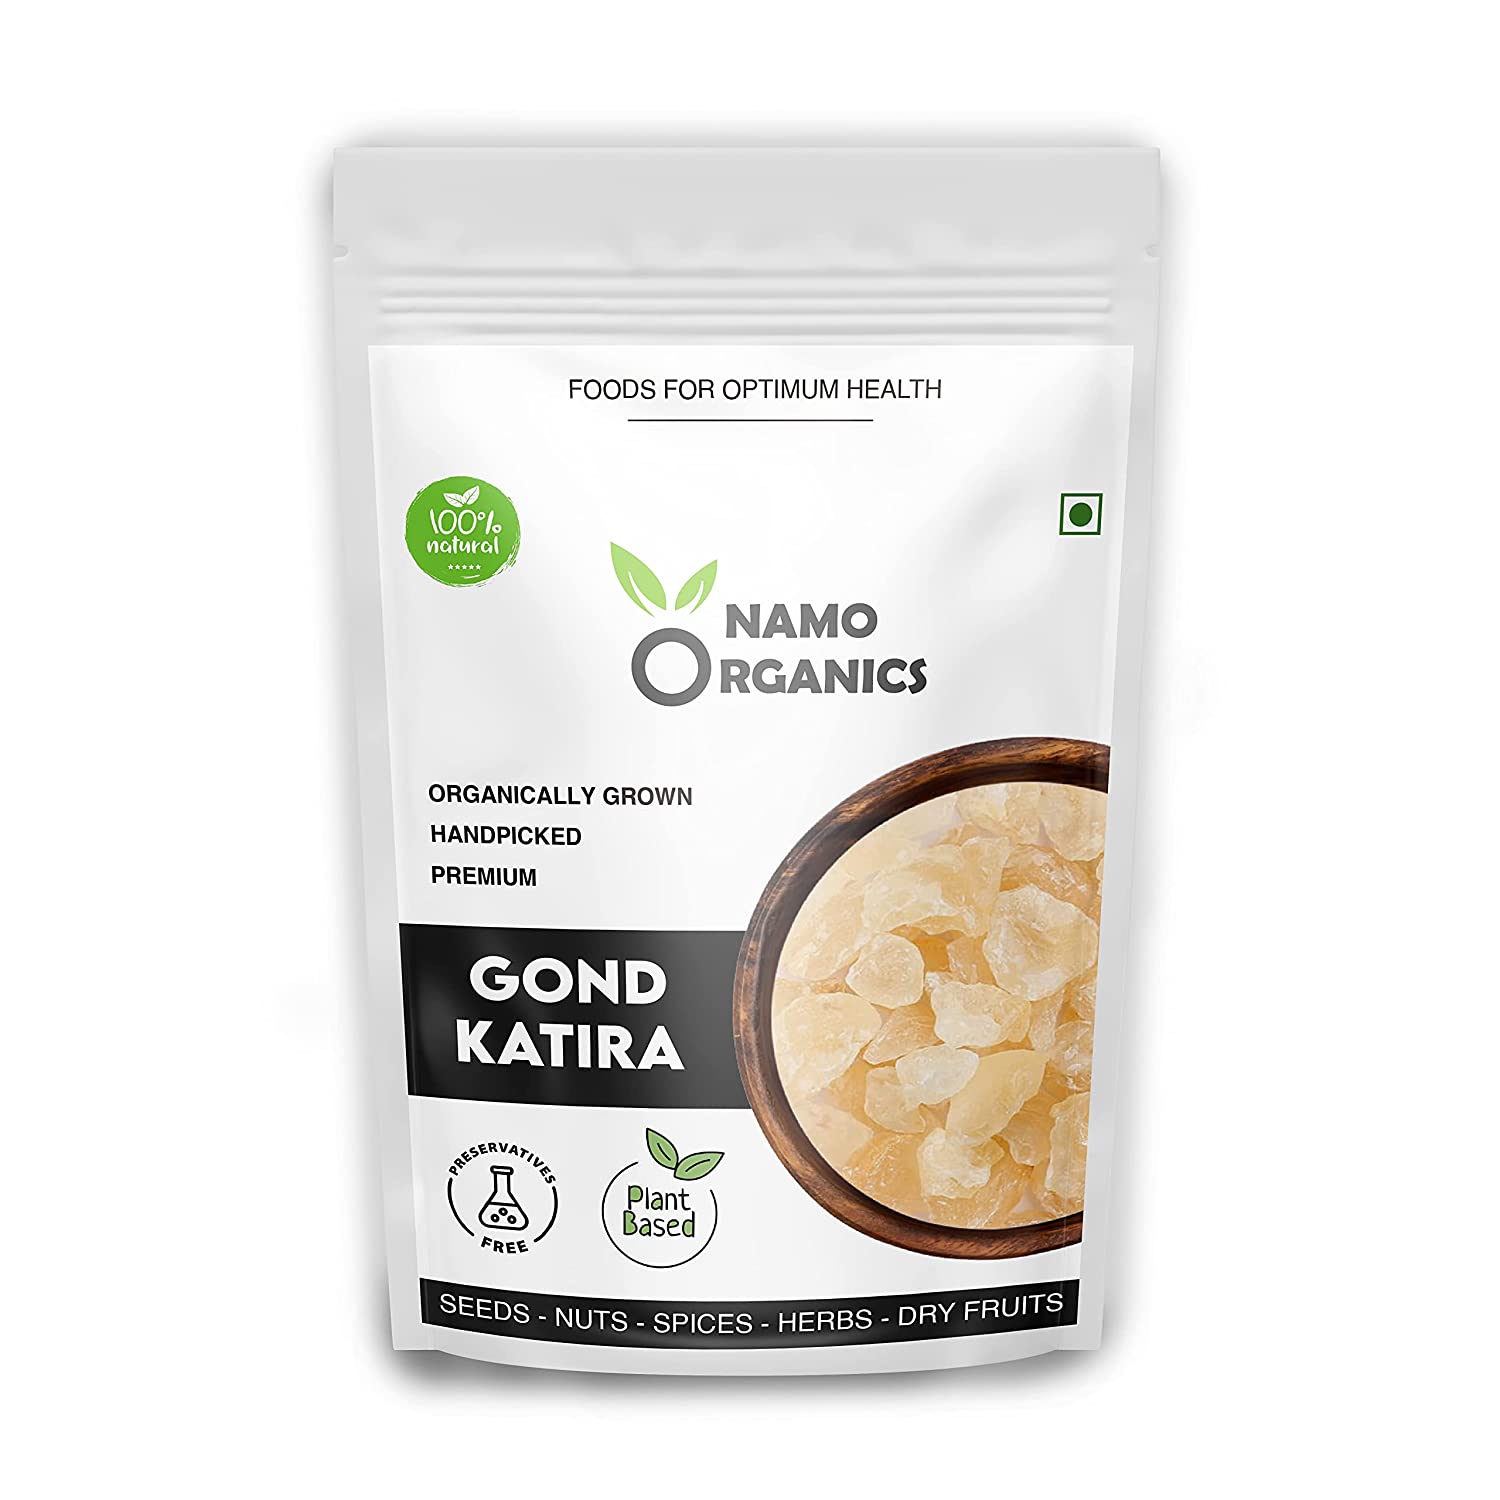 FOODS FOR OPTIMUM HEALTH
100%
natural
NAMO
ORGANICS
ORGANICALLY GROWN
HANDPICKED
PREMIUM
GOND
KATIRA
PRESERVATIVES
FREE
Plant
Based
SEEDS - NUTS - SPICES - HERBS - DRY FRUITS